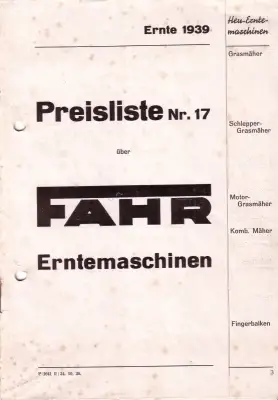 Ernte 1939
Preisliste Nr. 17
über
FAHR
Erntemaschinen
Heu-Ernte-
maschinen
Grasmäher
Schlepper-
Grasmäher
Motor-
Grasmäher
Komb. Mäher
Fingerbalken
3